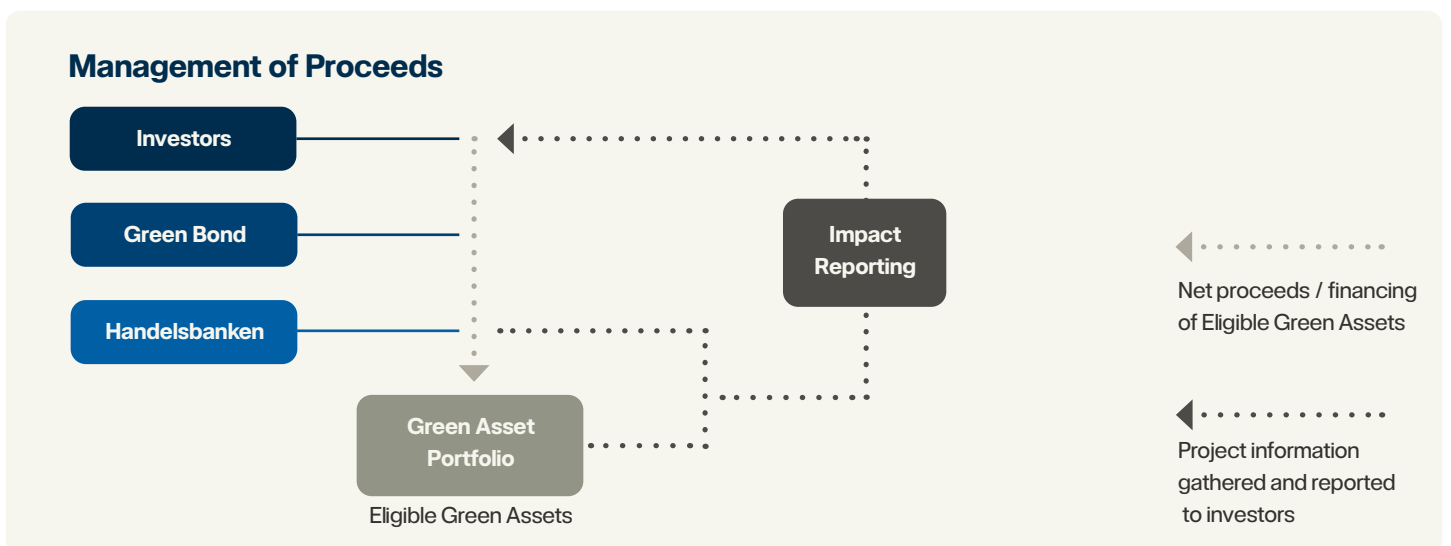 Management of Proceeds
Investors
Green Bond
Handelsbanken
Green Asset
Portfolio
Eligible Green Assets
Impact
Reporting
Net proceeds / financing
of Eligible Green Assets
Project information
gathered and reported
to investors